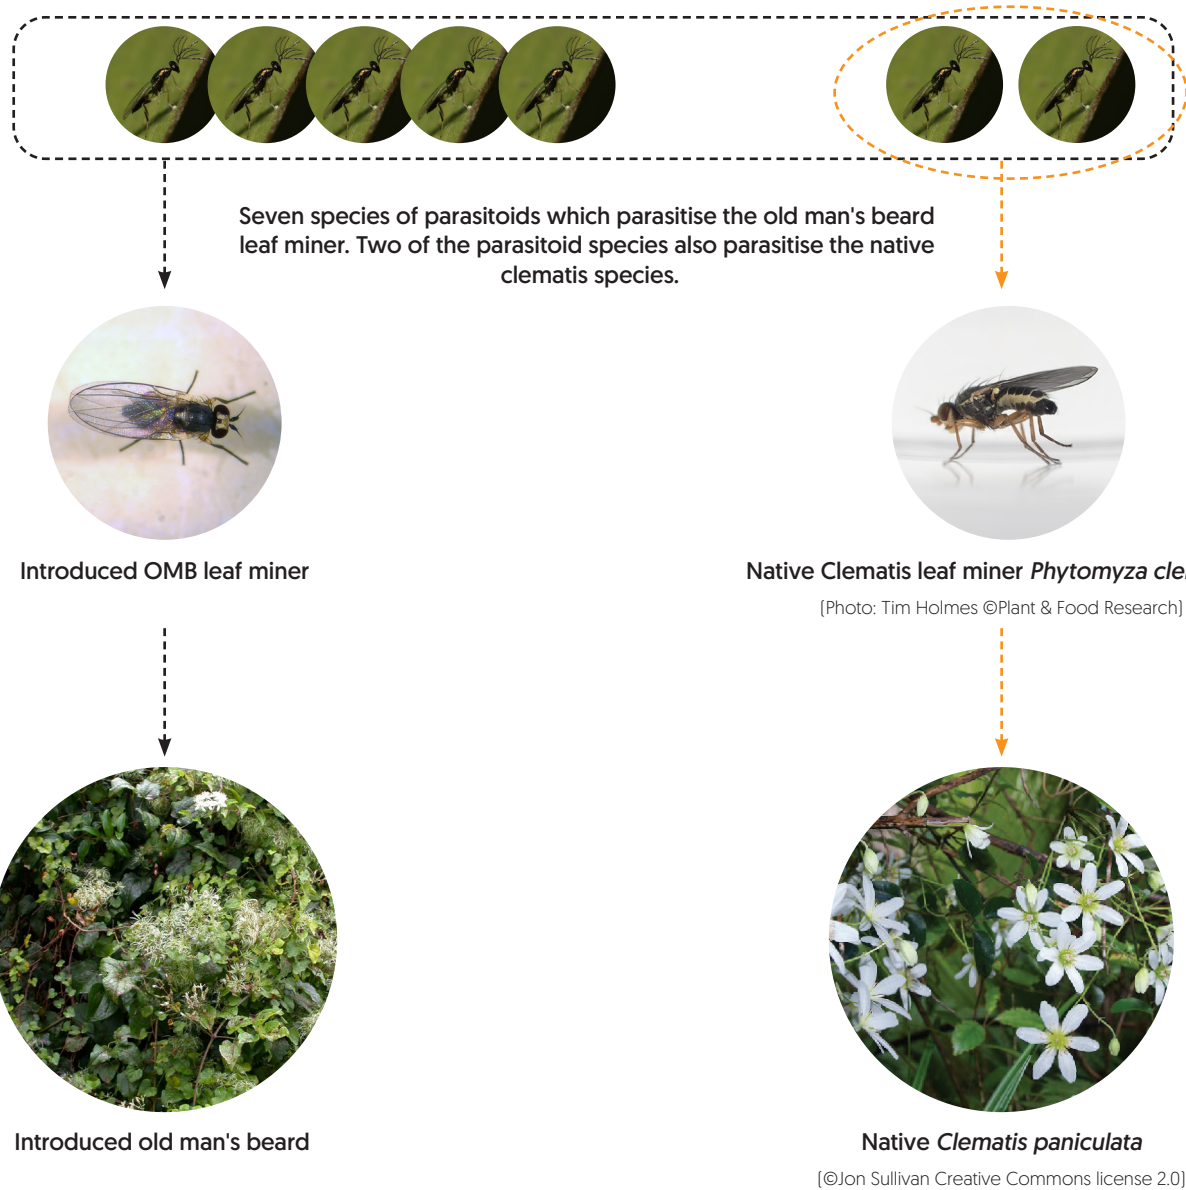 Seven species of parasitoids which parasitise the old man's beard
leaf miner. Two of the parasitoid species also parasitise the native
clematis species.
Introduced OMB leaf miner
Native Clematis leaf miner Phytomyza cle
(Photo: Tim Holmes ©Plant & Food Research)
Introduced old man's beard
Native Clematis paniculata
(©Jon Sullivan Creative Commons license 2.0)